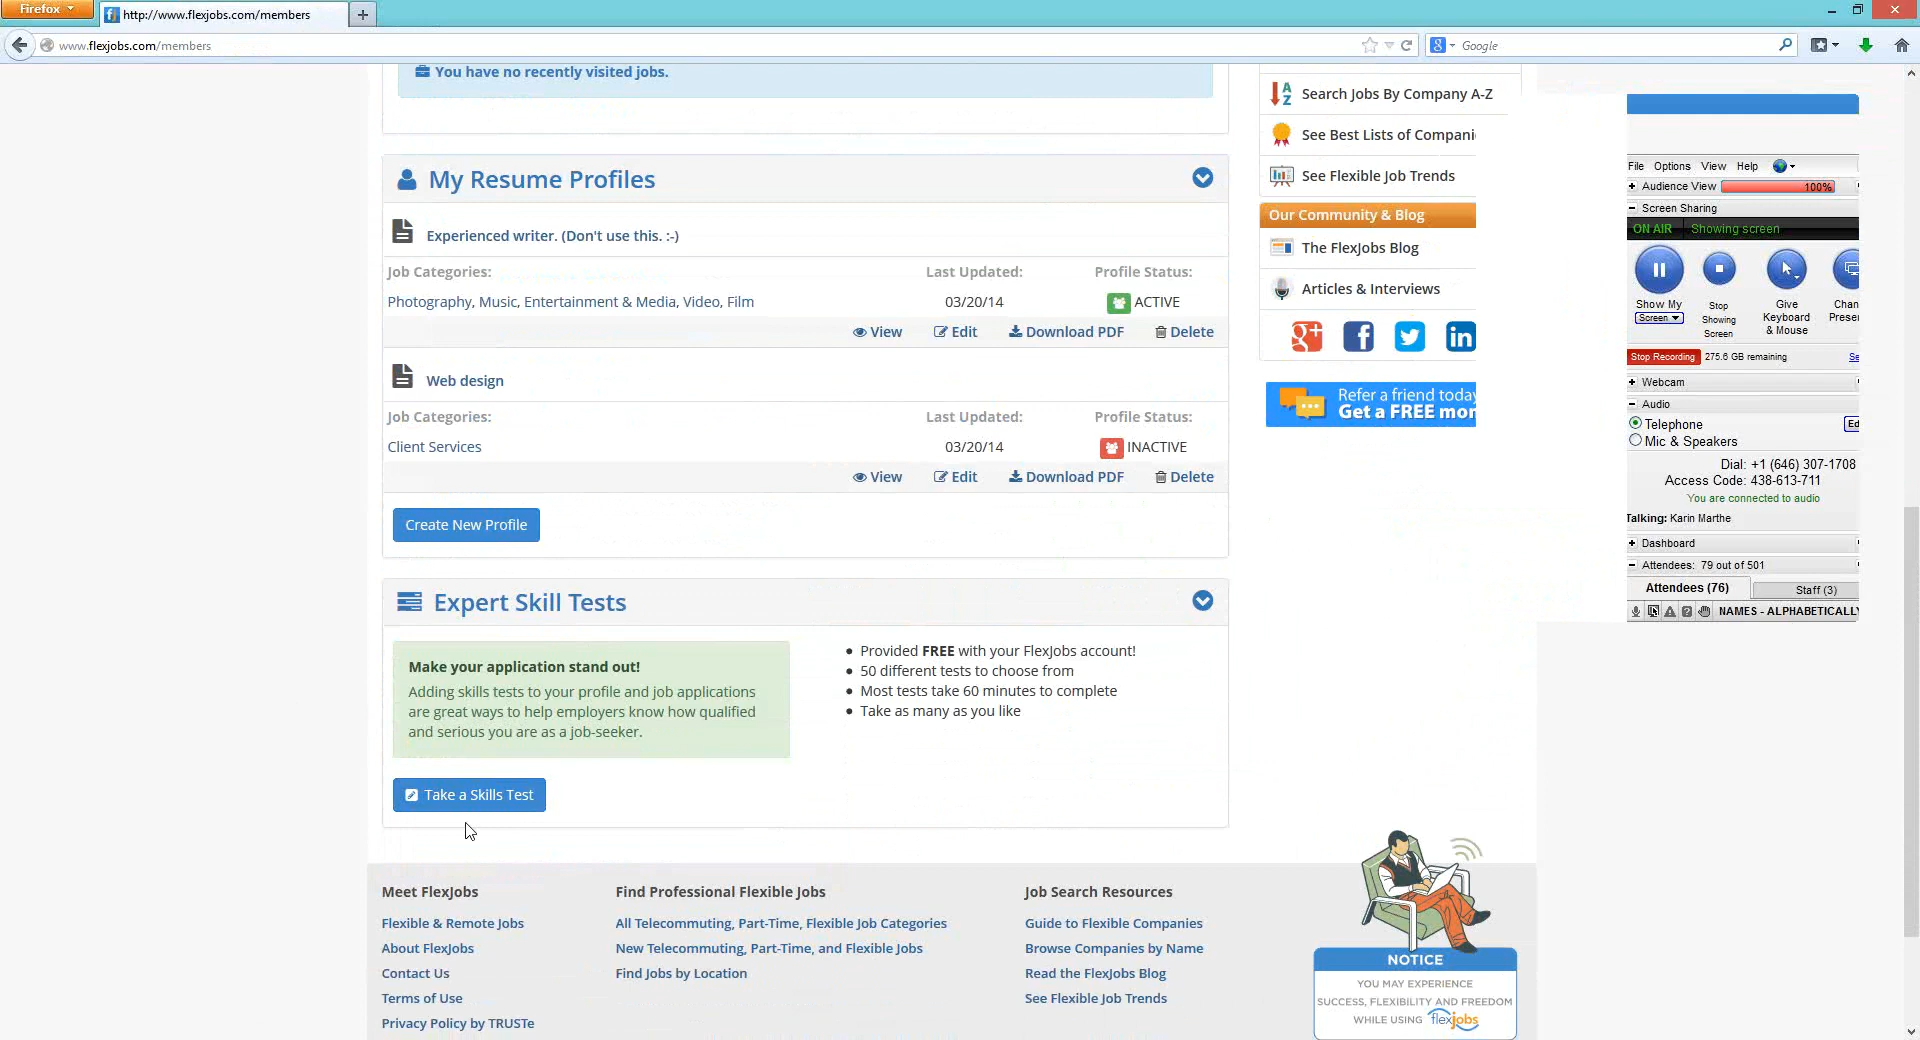 Firefox
http://www.flexjobs.com/members
www.flexjobs.com/members
Google
You have no recently visited jobs.
My Resume Profiles
Experienced writer. (Don't use this. :-)
Job Categories: Last Updated: Profile Status:
Photography, Music, Entertainment & Media, Video, Film 03/20/14 ACTIVE
View Edit Download PDF Delete
Web design
Job Categories: Last Updated: Profile Status:
Client Services 03/20/14 INACTIVE
View Edit Download PDF Delete
Create New Profile
Expert Skill Tests
Make your application stand out!
Adding skills tests to your profile and job applications
are great ways to help employers know how qualified
and serious you are as a job-seeker.
• Provided FREE with your FlexJobs account!
• 50 different tests to choose from
• Most tests take 60 minutes to complete
• Take as many as you like
Take a Skills Test
Search Jobs By Company A-Z
See Best Lists of Compani
See Flexible Job Trends
Our Community & Blog
The FlexJobs Blog
Articles & Interviews
Refer a friend today
Get a FREE mon
File Options View Help
Audience View 100%
Screen Sharing
ON AIR Showing screen
Show My
Screen
Stop
Showing
Screen
Give
Keyboard
& Mouse
Chan
Prese
Stop Recording 275.6 GB remaining Se
Webcam
Audio
Telephone Ed
Mic & Speakers
Dial: +1 (646) 307-1708
Access Code: 438-613-711
You are connected to audio
Talking: Karin Marthe
Dashboard
Attendees: 79 out of 501
Attendees (76) Staff (3)
NAMES - ALPHABETICALLY
Meet FlexJobs
Flexible & Remote Jobs
About FlexJobs
Contact Us
Terms of Use
Privacy Policy by TRUSTe
Find Professional Flexible Jobs
All Telecommuting, Part-Time, Flexible Job Categories
New Telecommuting, Part-Time, and Flexible Jobs
Find Jobs by Location
Job Search Resources
Guide to Flexible Companies
Browse Companies by Name
Read the FlexJobs Blog
See Flexible Job Trends
NOTICE
YOU MAY EXPERIENCE
SUCCESS, FLEXIBILITY AND FREEDOM
WHILE USING flexjobs